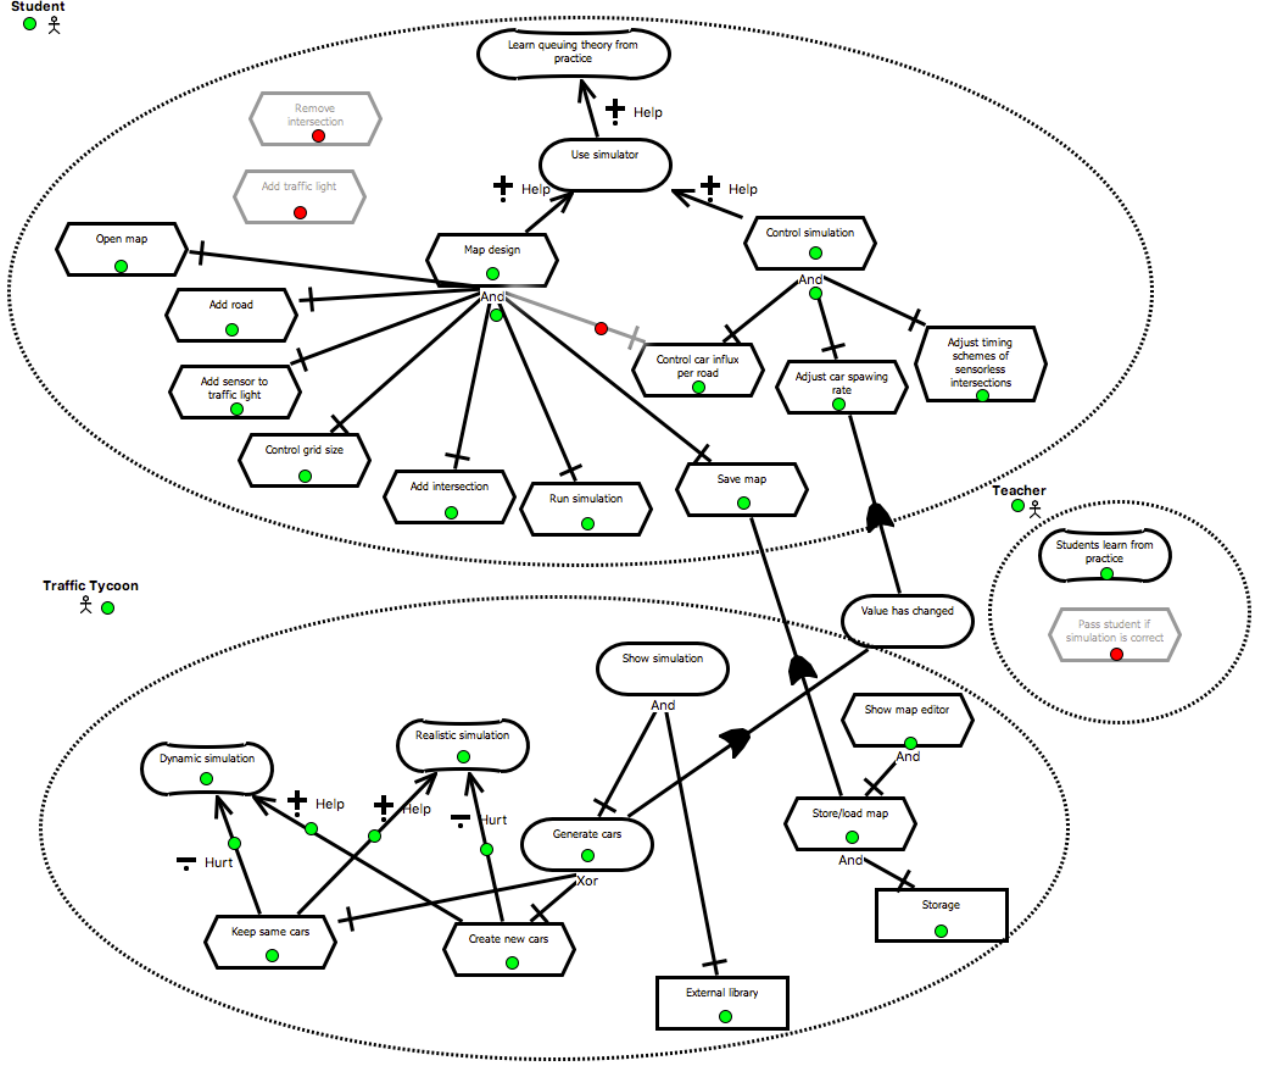 Student
Learn queuing theory from
practice
Remove
intersection
Help
Use simulator
Add traffic light
Help
Help
Open map
Map design
Control simulation
And
Add road
And
Control car influx
per road
Adjust car spawing
rate
Adjust timing
schemes of
sensorless
intersections
Add sensor to
traffic light
Control grid size
Add intersection
Run simulation
Save map
Teacher
Students learn from
practice
Pass student if
simulation is correct
Traffic Tycoon
Value has changed
Show simulation
And
Show map editor
And
Dynamic simulation
Realistic simulation
Help
Help
Hurt
Hurt
Generate cars
Xor
Store/load map
And
Storage
Keep same cars
Create new cars
External library